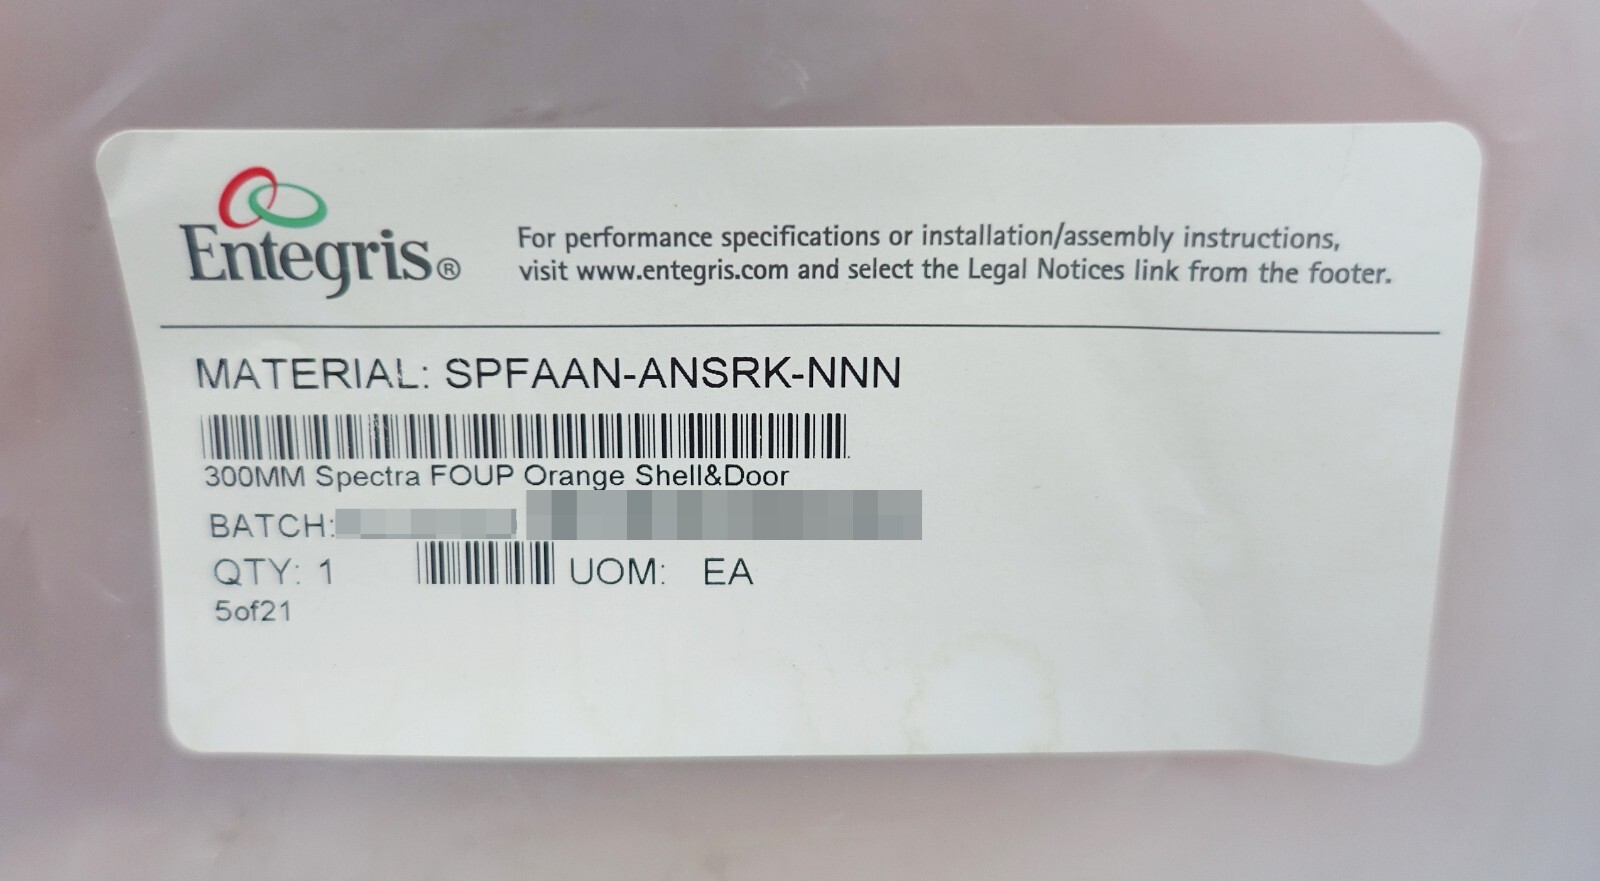 Entegris®
For performance specifications or installation/assembly instructions,
visit www.entegris.com and select the Legal Notices link from the footer.
MATERIAL: SPFAAN-ANSRK-NNN
300MM Spectra FOUP Orange Shell&Door
BATCH:
QTY: 1 UOM: EA
5of21